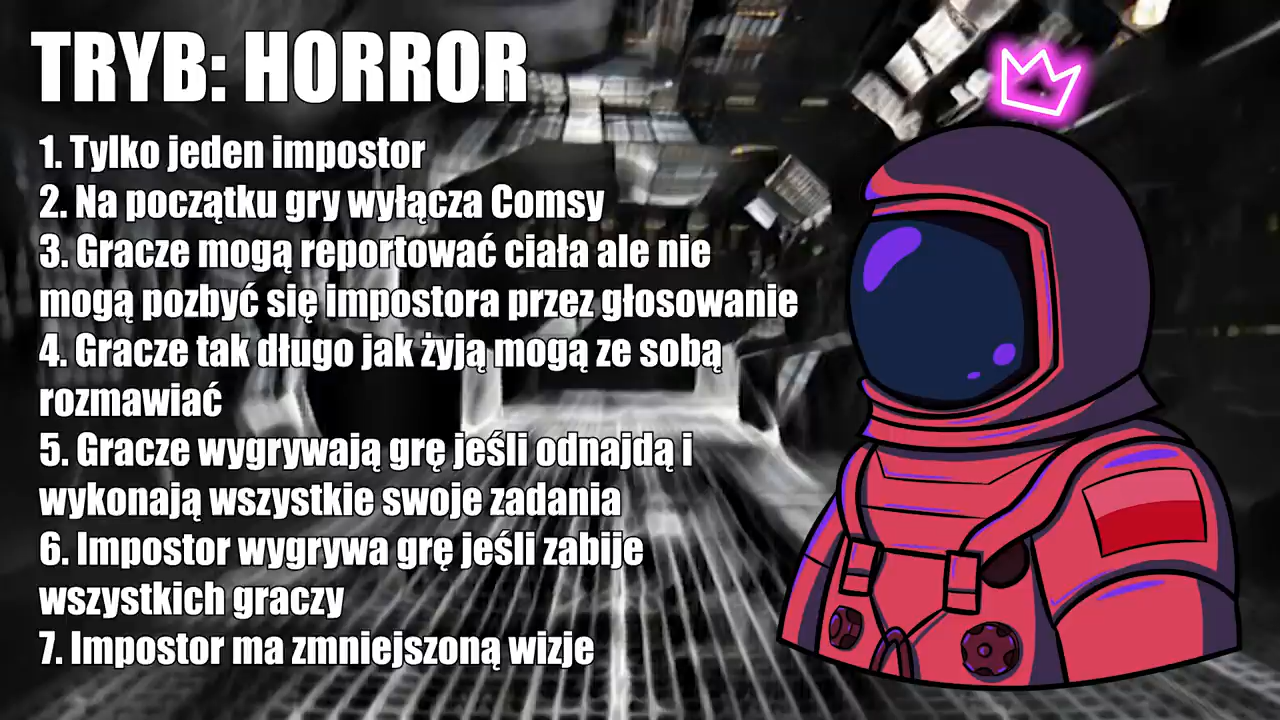 TRYB: HORROR
1. Tylko jeden impostor
2. Na początku gry wyłącza Comsy
3. Gracze mogą reportować ciała ale nie
mogą pozbyć się impostora przez głosowanie
4. Gracze tak długo jak żyją mogą ze sobą
rozmawiać
5. Gracze wygrywają grę jeśli odnajdą i
wykonają wszystkie swoje zadania
6. Impostor wygrywa grę jeśli zabije
wszystkich graczy
7. Impostor ma zmniejszoną wizje